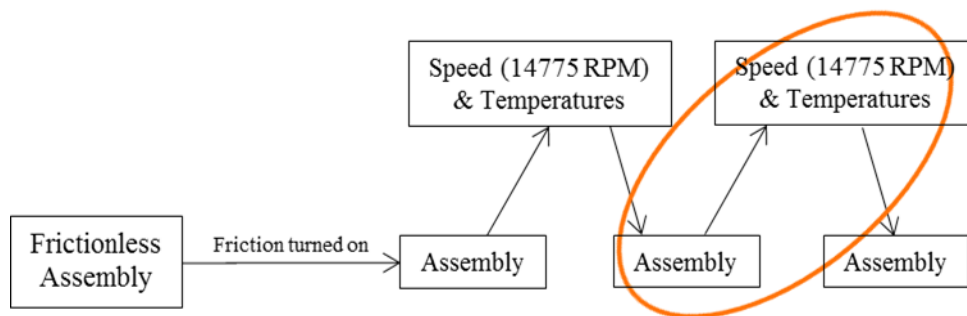 Speed (14775 RPM)
& Temperatures
Speed (14775 RPM)
& Temperatures
Frictionless
Assembly
Friction turned on
Assembly
Assembly
Assembly